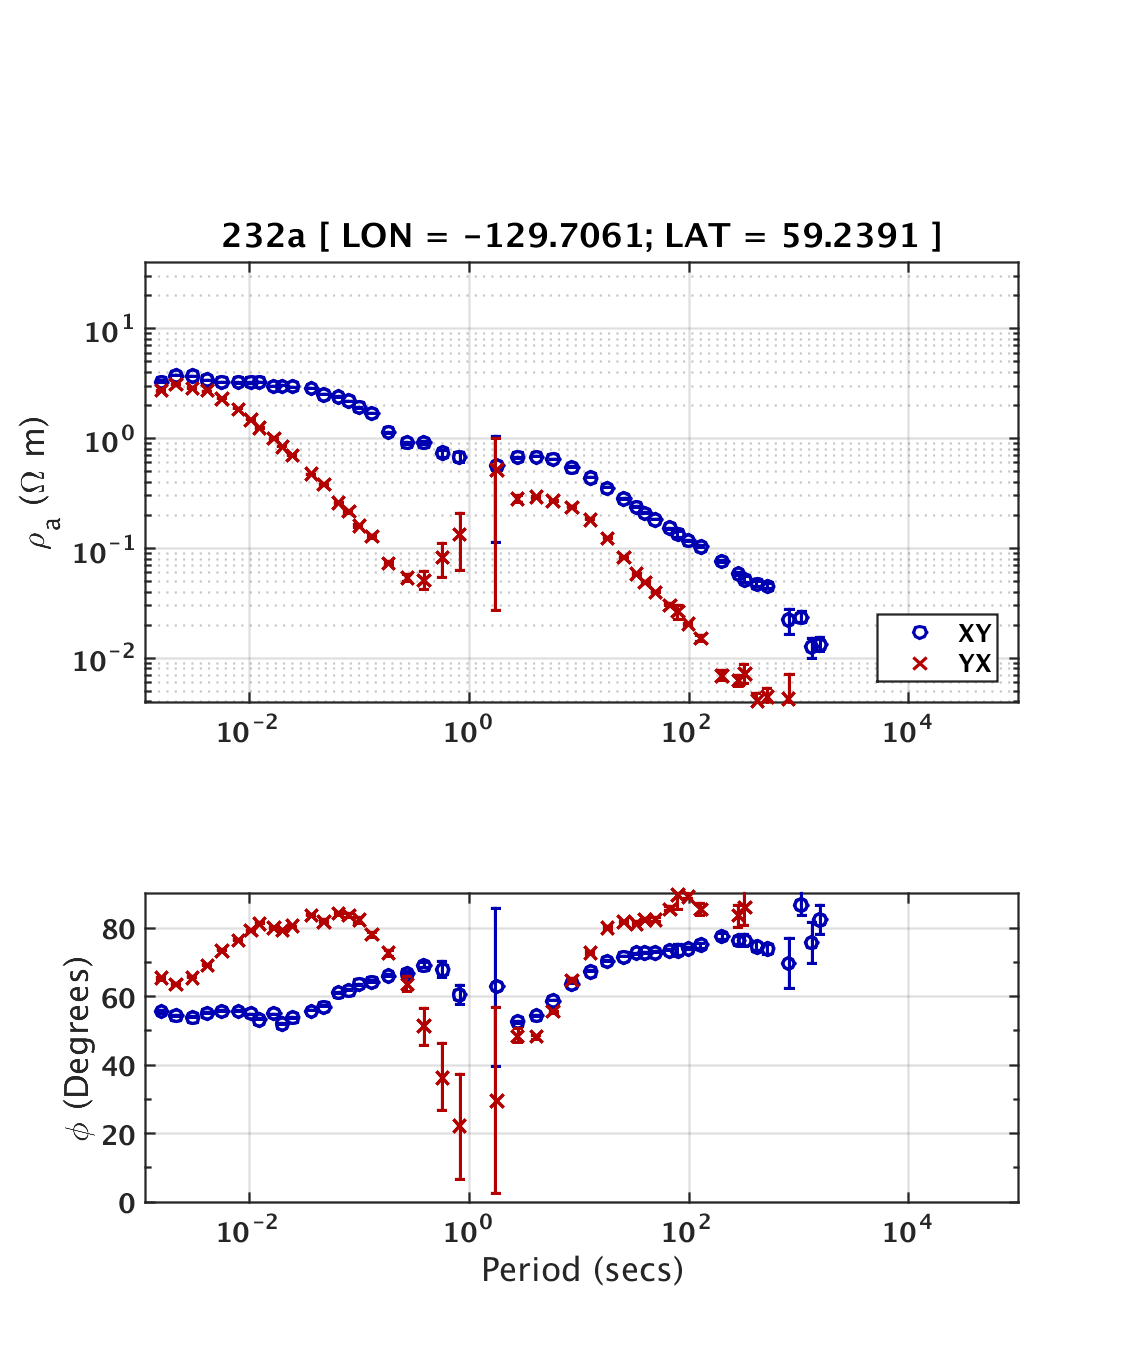 232a [ LON = -129.7061; LAT = 59.2391 ]
ρa (Ω m)
10^1
10^0
10^-1
10^-2
XY
YX
10^-2 10^0 10^2 10^4
φ (Degrees)
80
60
40
20
0
10^-2 10^0 10^2 10^4
Period (secs)